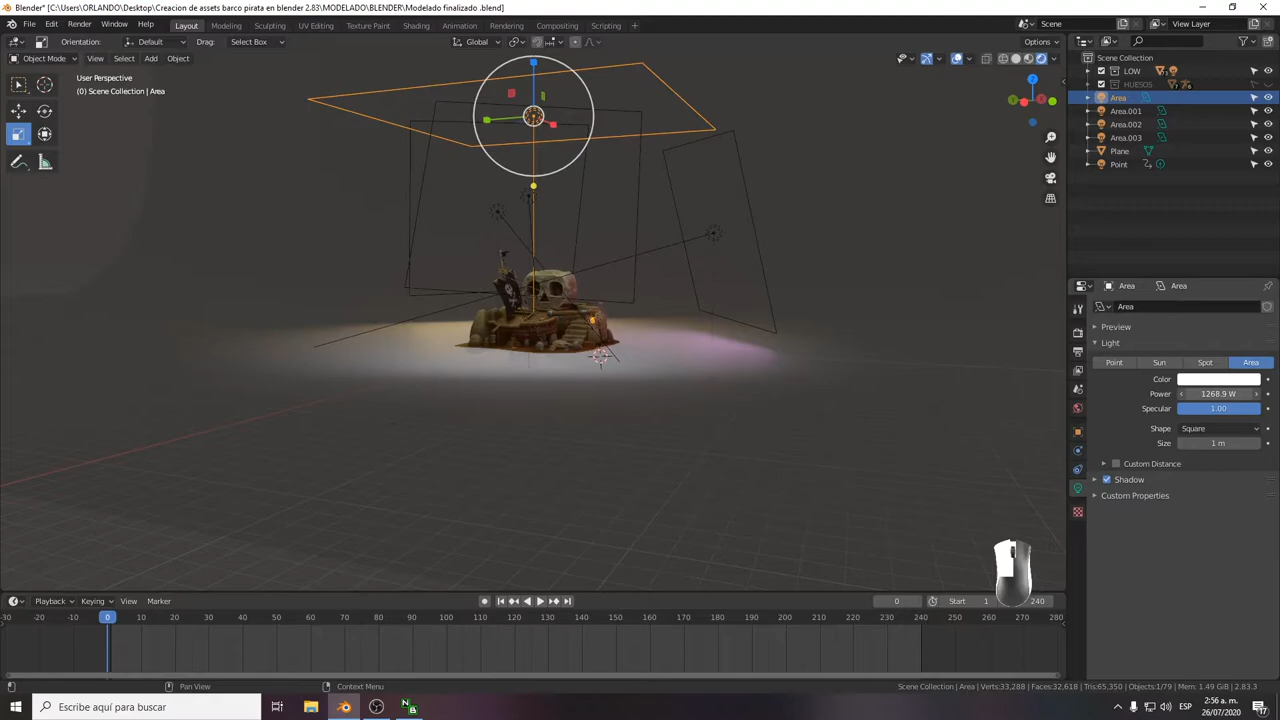 Blender* [C:\Users\ORLANDO\Desktop\Creacion de assets barco pirata en blender 2.83\MODELADO\BLENDER\Modelado finalizado .blend]
File Edit Render Window Help Layout Modeling Sculpting UV Editing Texture Paint Shading Animation Rendering Compositing Scripting + Scene View Layer
Orientation: Default Drag: Select Box Global Options
Object Mode View Select Add Object
User Perspective
(0) Scene Collection | Area
Scene Collection
LOW
HUESOS
Area
Area.001
Area.002
Area.003
Plane
Point
Area Area
Area
Preview
Light
Point Sun Spot Area
Color
Power 1268.9 W
Specular 1.00
Shape Square
Size 1 m
Custom Distance
Shadow
Custom Properties
Playback Keying View Marker 0 Start 1 240
-30 -20 -10 0 10 20 30 40 50 60 70 80 90 100 110 120 130 140 150 160 170 180 190 200 210 220 230 240 250 260 270 280
Pan View Context Menu Scene Collection | Area | Verts:33,288 | Faces:32,618 | Tris:65,350 | Objects:1/79 | Mem: 1.49 GiB | 2.83.3
Escribe aquí para buscar ESP 2:56 a. m.
26/07/2020 17